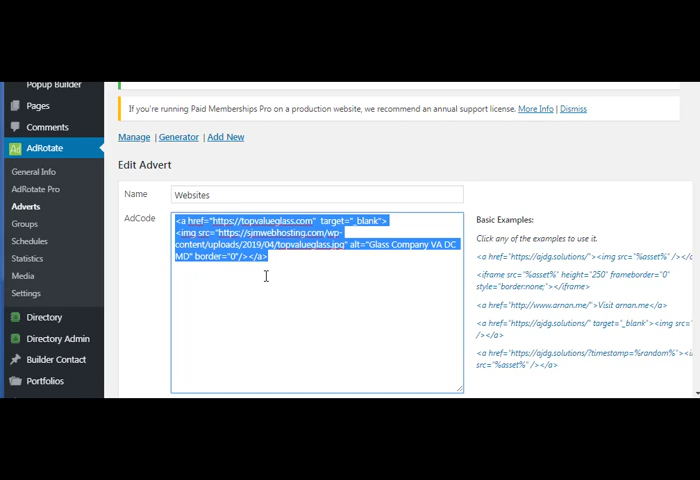 Popup Builder
Pages
Comments
AdRotate
General Info
AdRotate Pro
Adverts
Groups
Schedules
Statistics
Media
Settings
Directory
Directory Admin
Builder Contact
Portfolios
If you're running Paid Memberships Pro on a production website, we recommend an annual support license. More Info | Dismiss
Manage | Generator | Add New
Edit Advert
Name
Websites
AdCode
<a href="https://topvalueglass.com" target="_blank">
<img src="https://sjmwebhosting.com/wp-
content/uploads/2019/04/topvalueglass.jpg" alt="Glass Company VA DC
MD" border="0"/></a>
Basic Examples:
Click any of the examples to use it.
<a href="https://ajdg.solutions/"><img src="%asset%" /></a
<iframe src="%asset%" height="250" frameborder="0"
style="border:none;"></iframe>
<a href="http://www.arnan.me/">Visit arnan.me</a>
<a href="https://ajdg.solutions/" target="_blank"><img src="
/></a>
<a href="https://ajdg.solutions/?timestamp=%random%"><i
src="%asset%" /></a>